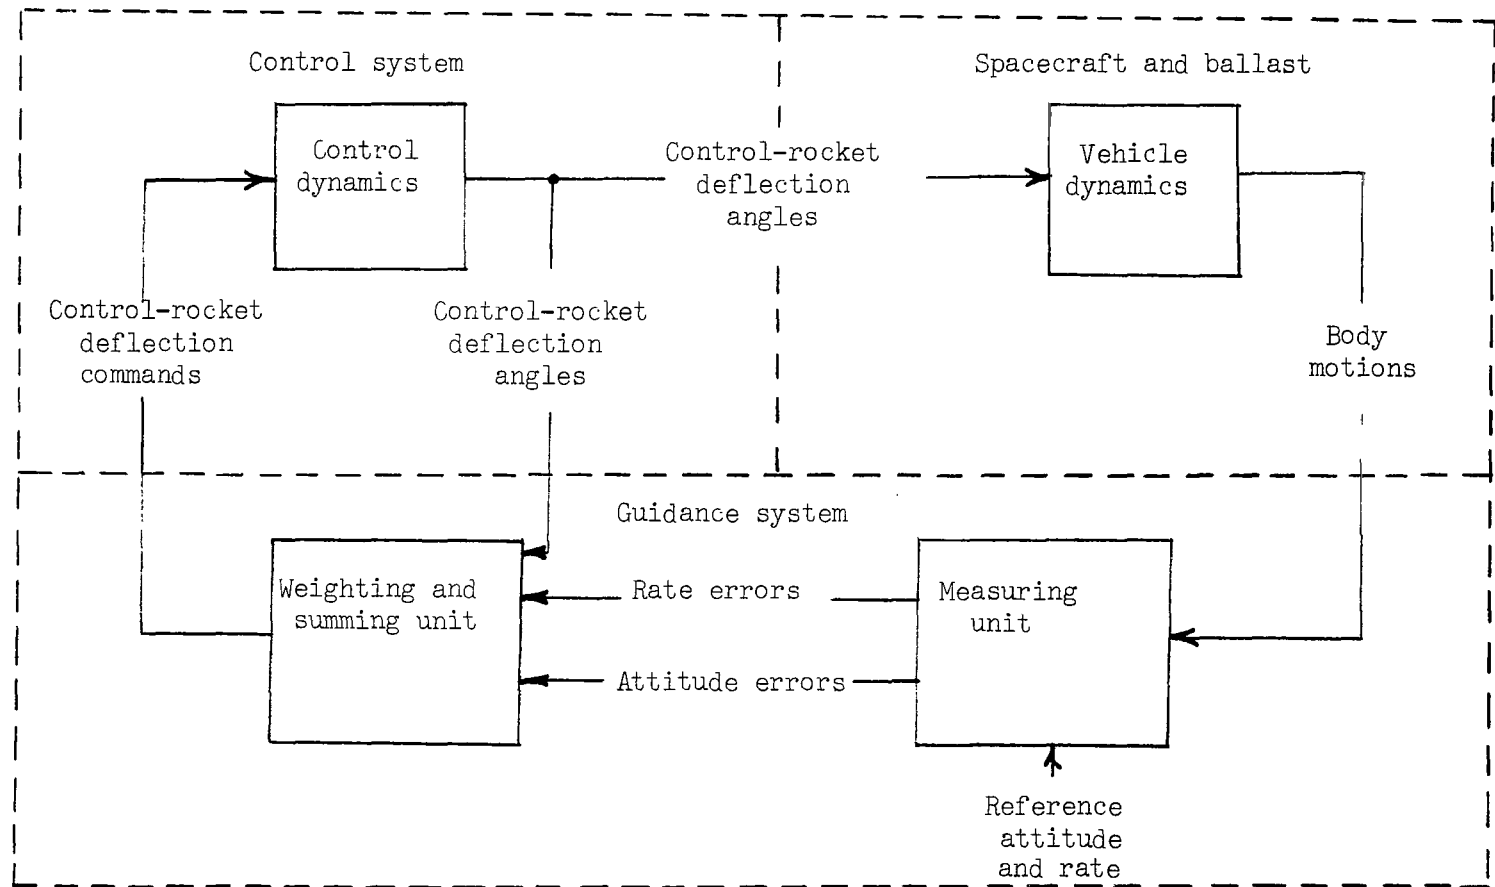 Control system
Spacecraft and ballast
Control
dynamics
Control-rocket
deflection
angles
Vehicle
dynamics
Control-rocket
deflection
commands
Control-rocket
deflection
angles
Body
motions
Guidance system
Weighting and
summing unit
Rate errors
Attitude errors
Measuring
unit
Reference
attitude
and rate